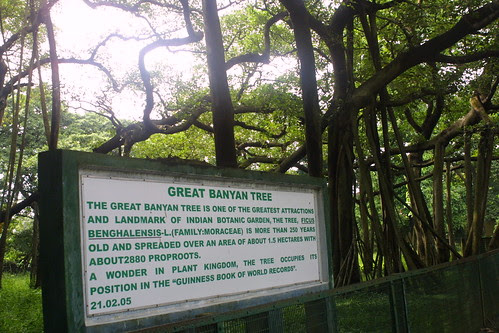 GREAT BANYAN TREE
THE GREAT BANYAN TREE IS ONE OF THE GREATEST ATTRACTIONS
AND LANDMARK OF INDIAN BOTANIC GARDEN, THE TREE, FICUS
BENGHALENSIS-L.(FAMILY:MORACEAE) IS MORE THAN 250 YEARS
OLD AND SPREADED OVER AN AREA OF ABOUT 1.5 HECTARES WITH
ABOUT2880 PROPROOTS.
A WONDER IN PLANT KINGDOM, THE TREE OCCUPIES ITS
POSITION IN THE "GUINNESS BOOK OF WORLD RECORDS".
21.02.05